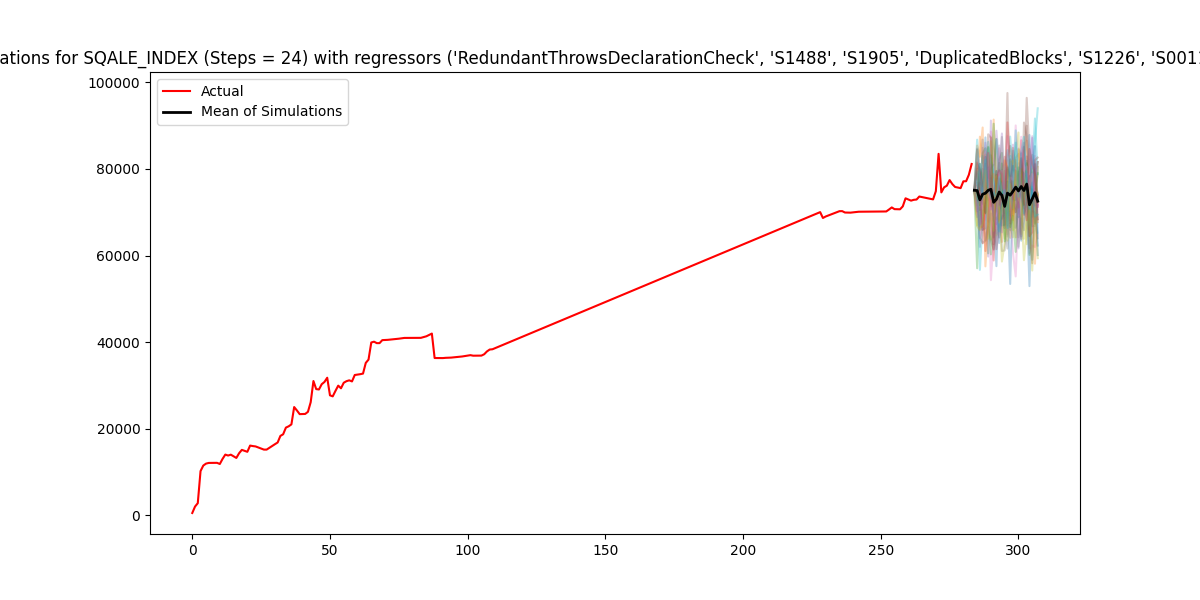 ations for SQALE_INDEX (Steps = 24) with regressors ('RedundantThrowsDeclarationCheck', 'S1488', 'S1905', 'DuplicatedBlocks', 'S1226', 'S001
Actual
Mean of Simulations
100000
80000
60000
40000
20000
0
0 50 100 150 200 250 300